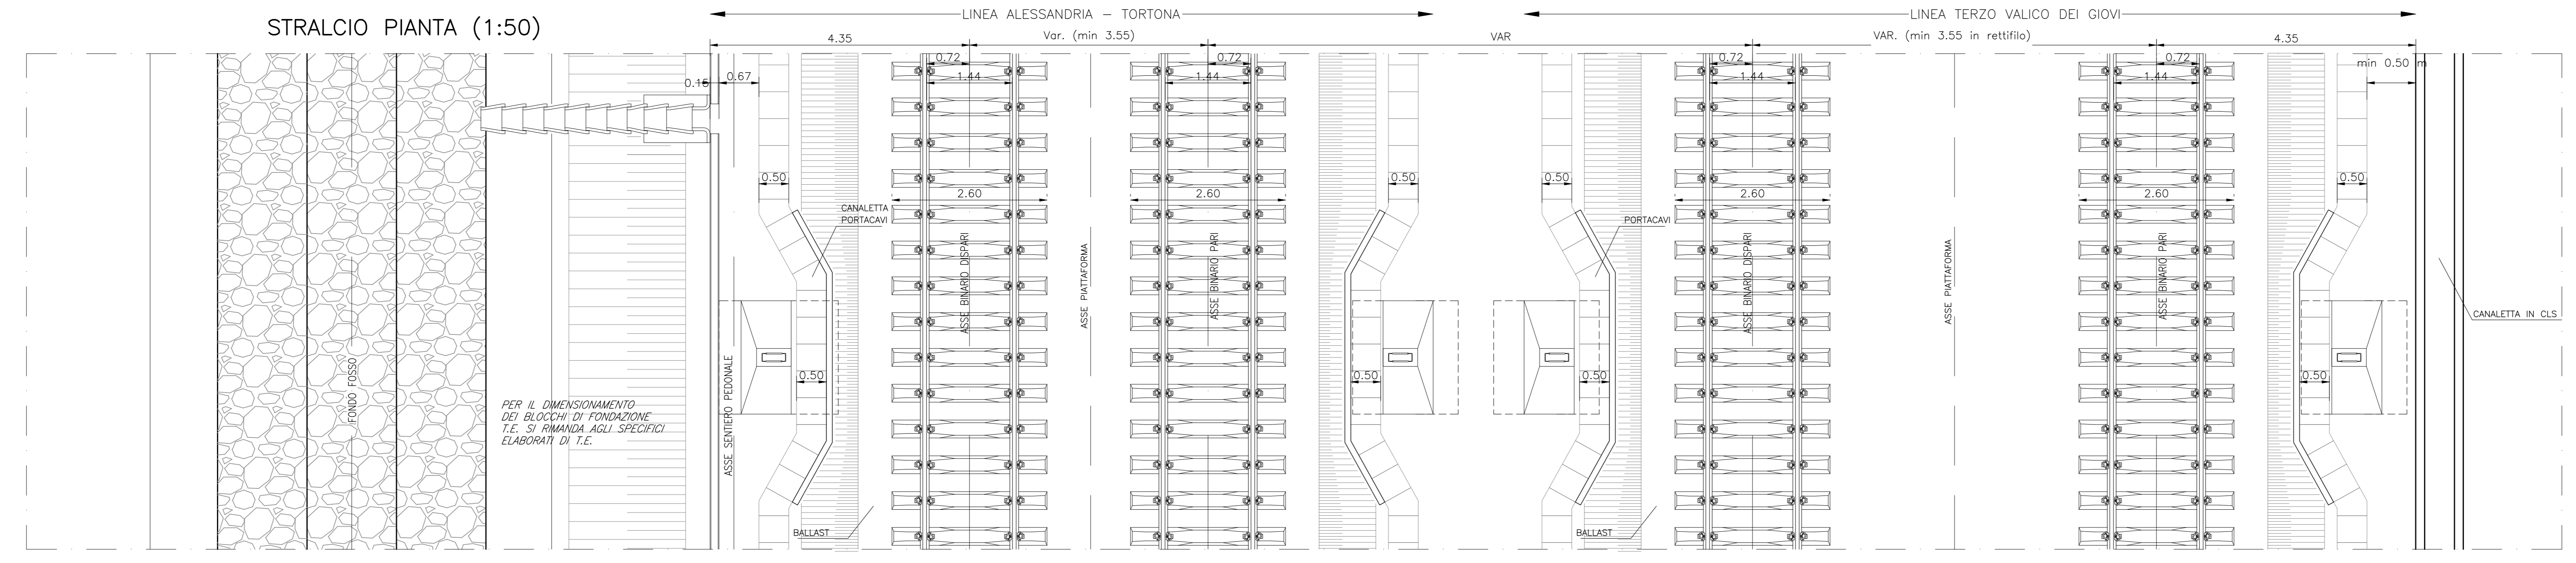 STRALCIO PIANTA (1:50)
LINEA ALESSANDRIA - TORTONA
LINEA TERZO VALICO DEI GIOVI
4.35
Var. (min 3.55)
VAR
VAR. (min 3.55 in rettifilo)
4.35
0.15
0.67
0.72
1.44
0.72
1.44
0.72
1.44
0.72
1.44
min 0.50 m
0.50
2.60
2.60
0.50
0.50
2.60
2.60
0.50
CANALETTA
PORTACAVI
PORTACAVI
FONDO FOSSO
ASSE SENTIERO PEDONALE
ASSE BINARIO DISPARI
ASSE PIATTAFORMA
ASSE BINARIO PARI
ASSE BINARIO DISPARI
ASSE PIATTAFORMA
ASSE BINARIO PARI
CANALETTA IN CLS
0.50
0.50
0.50
0.50
PER IL DIMENSIONAMENTO
DEI BLOCCHI DI FONDAZIONE
T.E. SI RIMANDA AGLI SPECIFICI
ELABORATI DI T.E.
BALLAST
BALLAST